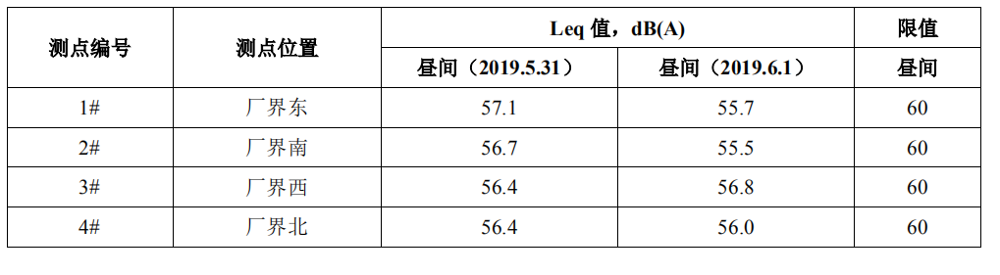 测点编号 测点位置 Leq 值，dB(A) 限值
昼间（2019.5.31） 昼间（2019.6.1） 昼间
1# 厂界东 57.1 55.7 60
2# 厂界南 56.7 55.5 60
3# 厂界西 56.4 56.8 60
4# 厂界北 56.4 56.0 60